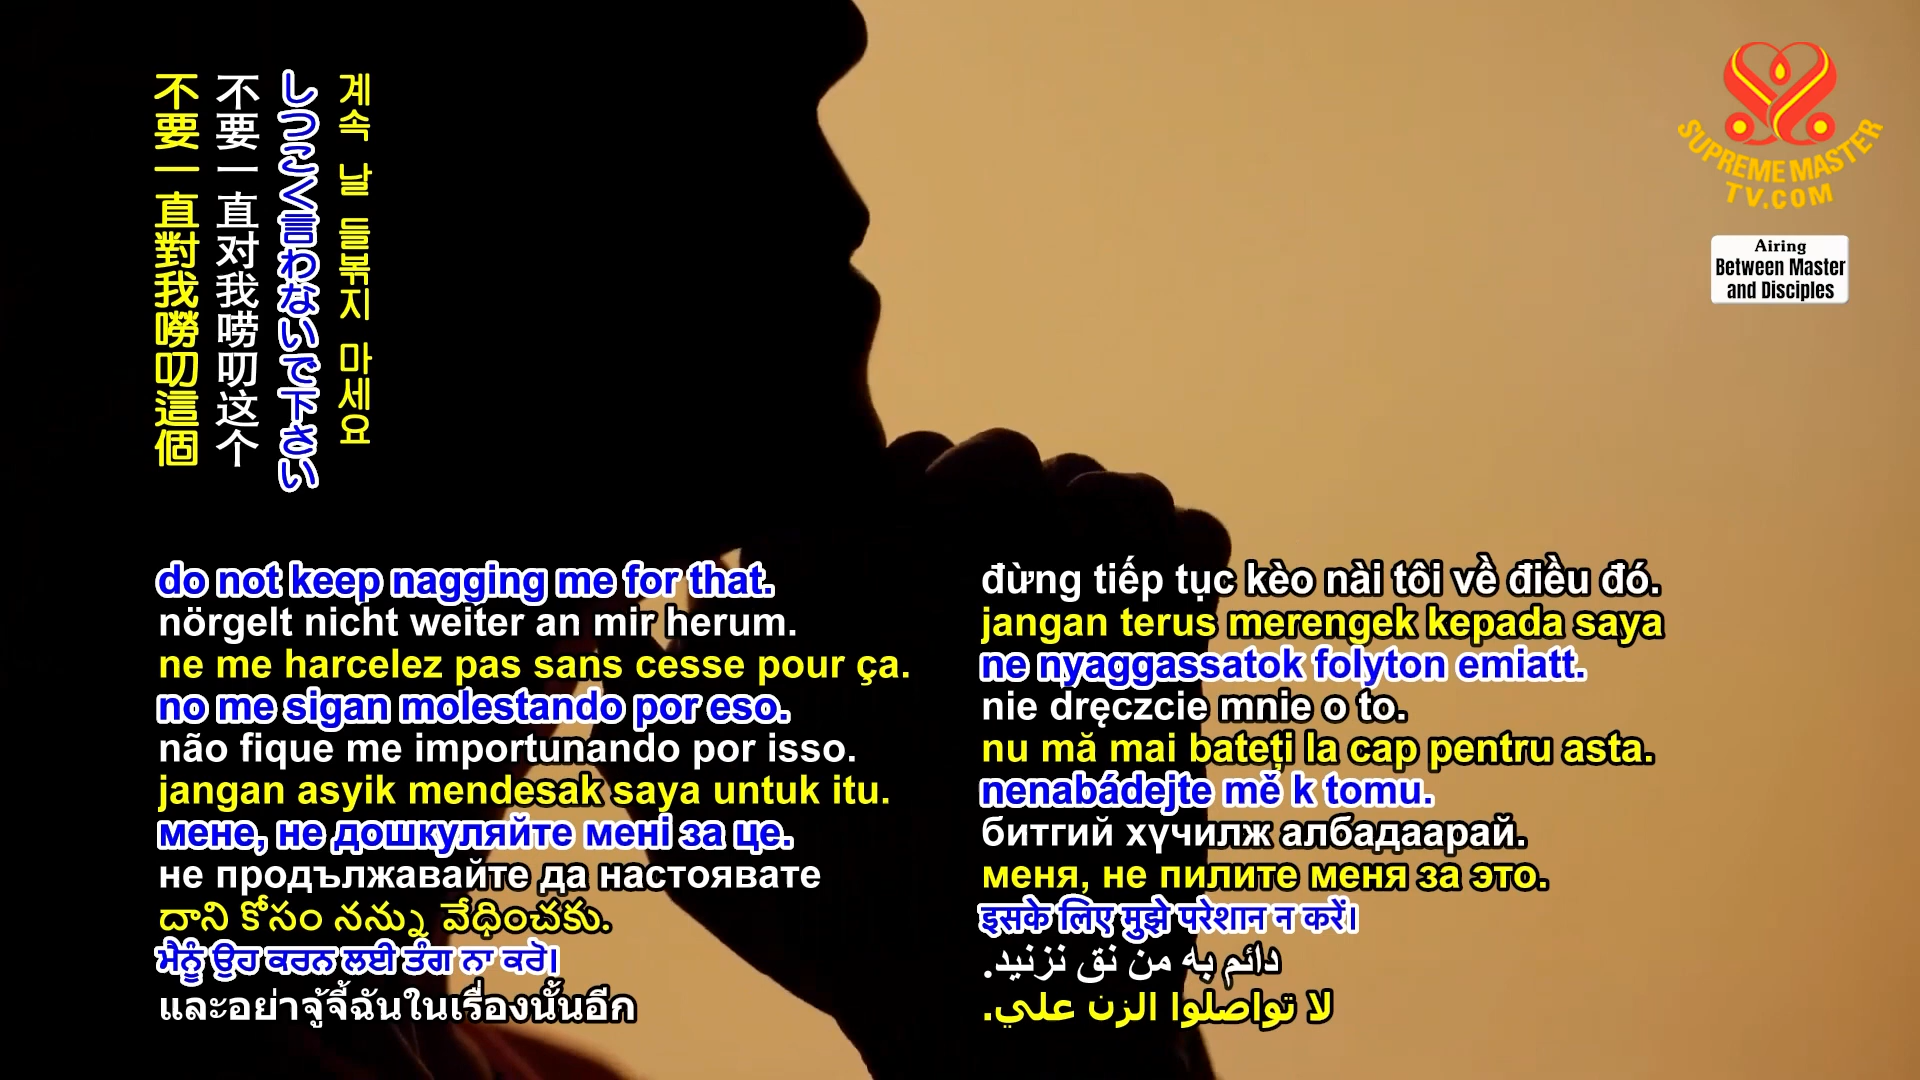 不要一直對我嘮叨這個
不要一直对我唠叨这个
しつこく言わないで下さい
계속 날 들볶지 마세요
SUPREME MASTER
TV.COM
Airing
Between Master
and Disciples
do not keep nagging me for that.
nörgelt nicht weiter an mir herum.
ne me harcelez pas sans cesse pour ça.
no me sigan molestando por eso.
não fique me importunando por isso.
jangan asyik mendesak saya untuk itu.
мене, не дошкуляйте мені за це.
не продължавайте да настоявате
దాని కోసం నన్ను వేధించకు.
ਮੈਨੂੰ ਉਹ ਕਰਨ ਲਈ ਤੰਗ ਨਾ ਕਰੋ।
และอย่าจู้จี้ฉันในเรื่องนั้นอีก
đừng tiếp tục kèo nài tôi về điều đó.
jangan terus merengek kepada saya
ne nyaggassatok folyton emiatt.
nie dręczcie mnie o to.
nu mă mai bateți la cap pentru asta.
nenabádejte mě k tomu.
битгий хүчилж албадаарай.
меня, не пилите меня за это.
इसके लिए मुझे परेशान न करें।
دائم به من نق نزنید.
لا تواصلوا الزن علي.